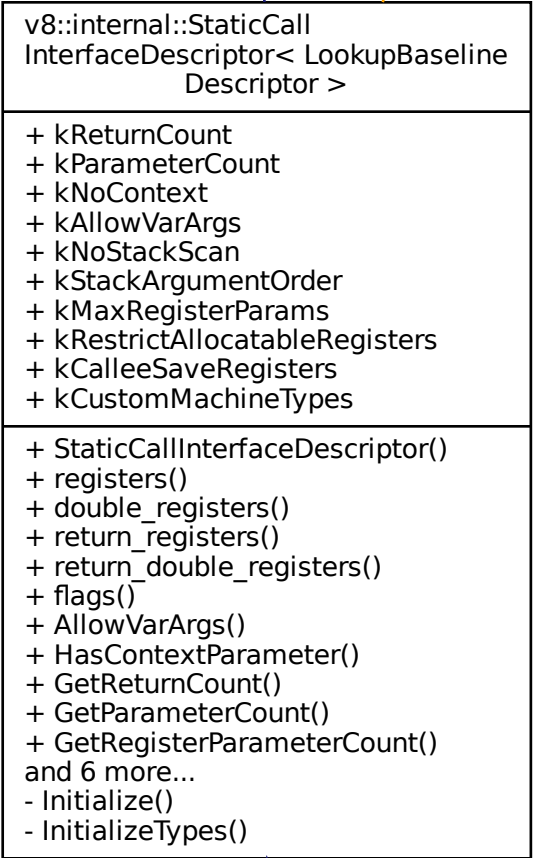 v8::internal::StaticCall
InterfaceDescriptor< LookupBaseline
Descriptor >
+ kReturnCount
+ kParameterCount
+ kNoContext
+ kAllowVarArgs
+ kNoStackScan
+ kStackArgumentOrder
+ kMaxRegisterParams
+ kRestrictAllocatableRegisters
+ kCalleeSaveRegisters
+ kCustomMachineTypes
+ StaticCallInterfaceDescriptor()
+ registers()
+ double_registers()
+ return_registers()
+ return_double_registers()
+ flags()
+ AllowVarArgs()
+ HasContextParameter()
+ GetReturnCount()
+ GetParameterCount()
+ GetRegisterParameterCount()
and 6 more...
- Initialize()
- InitializeTypes()